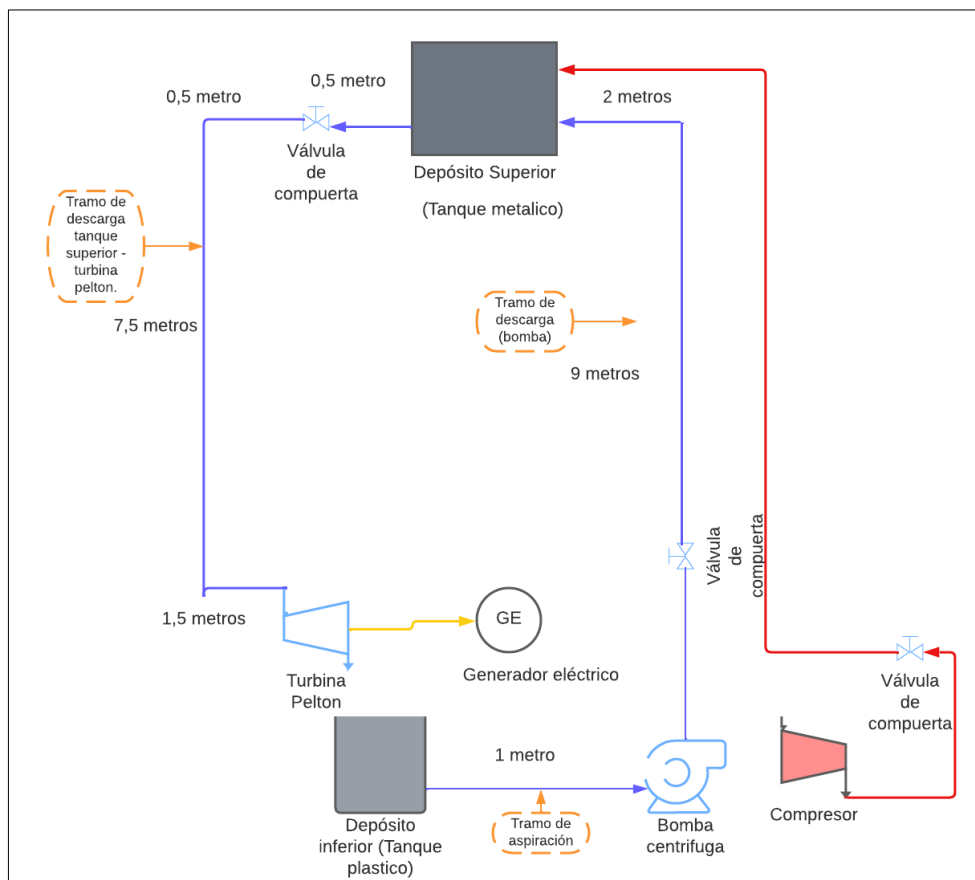 0,5 metro
0,5 metro
2 metros
Válvula
de
compuerta
Depósito Superior
(Tanque metalico)
Tramo de
descarga
tanque
superior -
turbina
pelton.
7,5 metros
Tramo de
descarga
(bomba)
9 metros
Válvula
de
compuerta
1,5 metros
GE
Generador eléctrico
Turbina
Pelton
Válvula
de
compuerta
1 metro
Depósito
inferior (Tanque
plastico)
Tramo de
aspiración
Bomba
centrifuga
Compresor